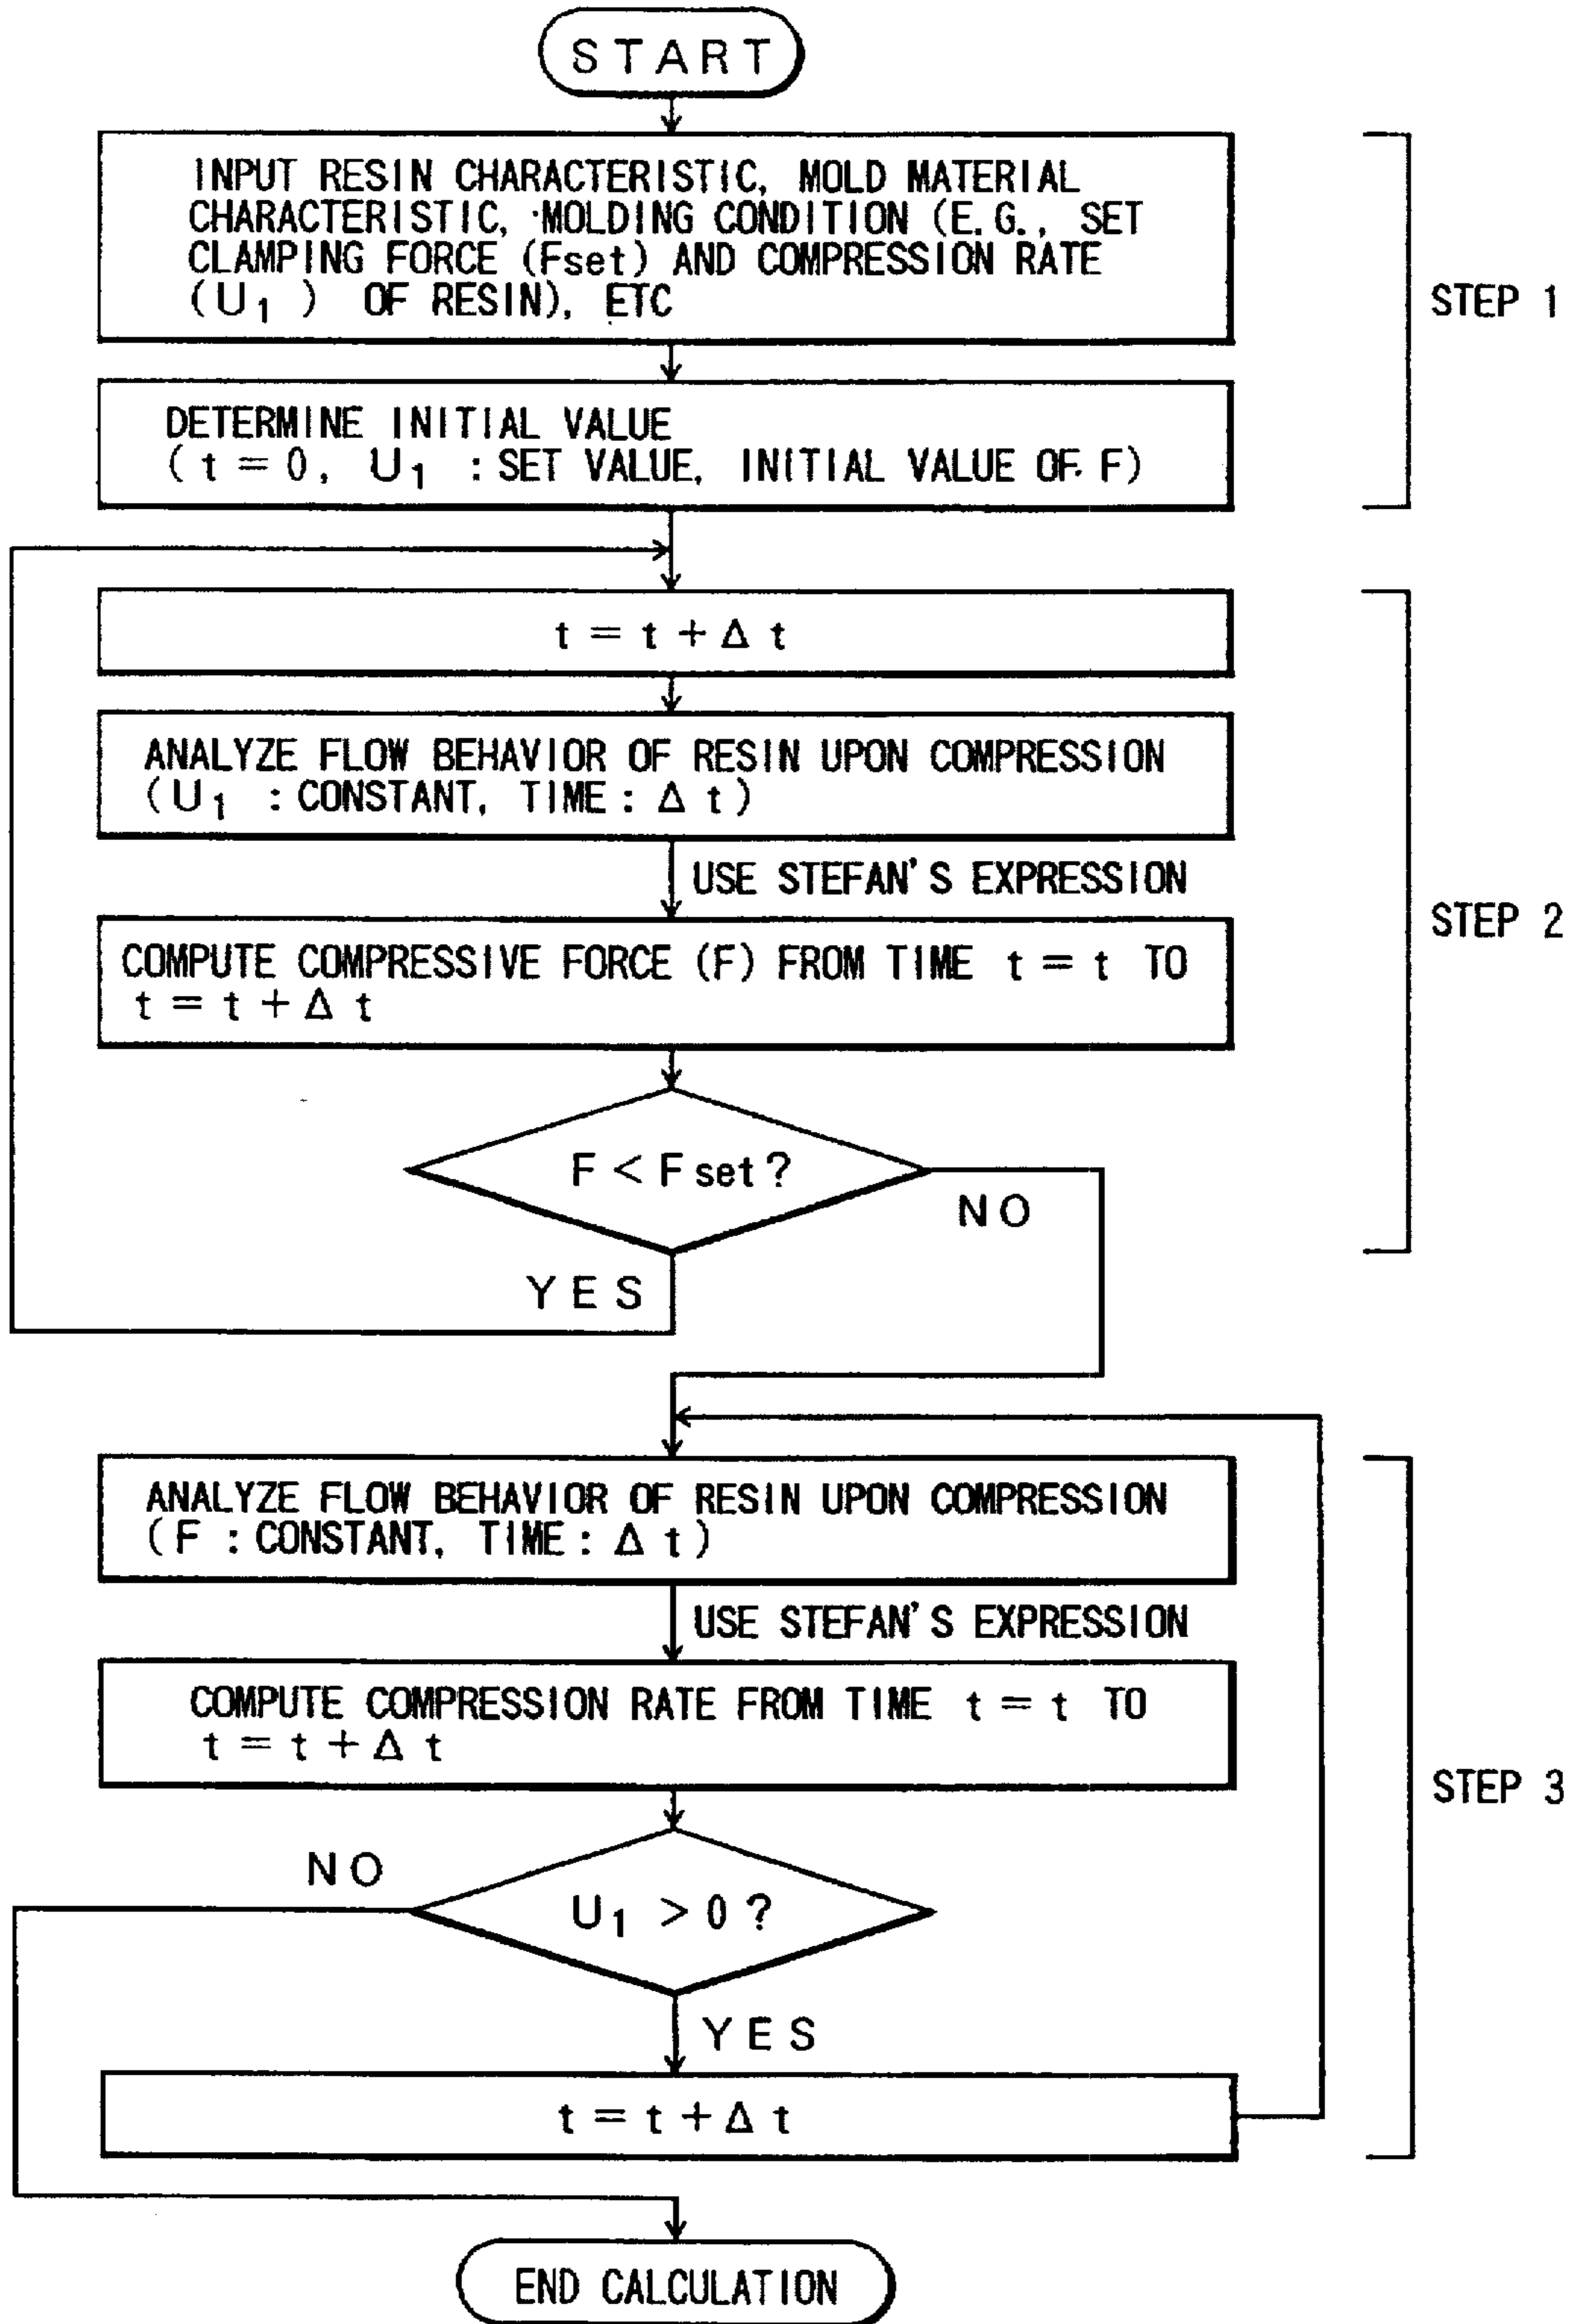 START
INPUT RESIN CHARACTERISTIC, MOLD MATERIAL
CHARACTERISTIC, MOLDING CONDITION (E.G., SET
CLAMPING FORCE (Fset) AND COMPRESSION RATE
(U₁) OF RESIN), ETC
STEP 1
DETERMINE INITIAL VALUE
(t=0, U₁ :SET VALUE, INITIAL VALUE OF F)
t = t + Δ t
ANALYZE FLOW BEHAVIOR OF RESIN UPON COMPRESSION
(U₁ :CONSTANT, TIME: Δ t)
USE STEFAN'S EXPRESSION
STEP 2
COMPUTE COMPRESSIVE FORCE (F) FROM TIME t = t TO
t = t + Δ t
F < F set?
NO
YES
ANALYZE FLOW BEHAVIOR OF RESIN UPON COMPRESSION
(F :CONSTANT, TIME: Δ t)
USE STEFAN'S EXPRESSION
COMPUTE COMPRESSION RATE FROM TIME t = t TO
t = t + Δ t
STEP 3
NO
U₁ > 0 ?
YES
t = t + Δ t
END CALCULATION